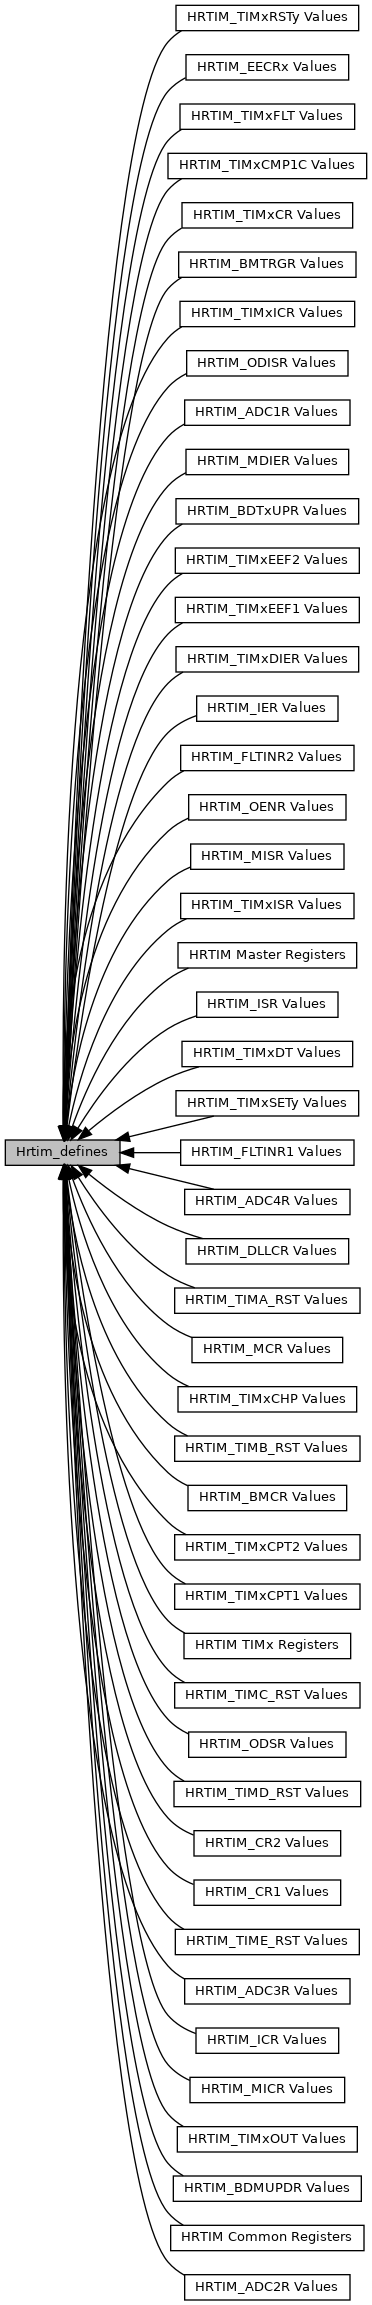 HRTIM_TIMxRSTy Values
HRTIM_EECRx Values
HRTIM_TIMxFLT Values
HRTIM_TIMxCMP1C Values
HRTIM_TIMxCR Values
HRTIM_BMTRGR Values
HRTIM_TIMxICR Values
HRTIM_ODISR Values
HRTIM_ADC1R Values
HRTIM_MDIER Values
HRTIM_BDTxUPR Values
HRTIM_TIMxEEF2 Values
HRTIM_TIMxEEF1 Values
HRTIM_TIMxDIER Values
HRTIM_IER Values
HRTIM_FLTINR2 Values
HRTIM_OENR Values
HRTIM_MISR Values
HRTIM_TIMxISR Values
HRTIM Master Registers
HRTIM_ISR Values
HRTIM_TIMxDT Values
HRTIM_TIMxSETy Values
Hrtim_defines
HRTIM_FLTINR1 Values
HRTIM_ADC4R Values
HRTIM_DLLCR Values
HRTIM_TIMA_RST Values
HRTIM_MCR Values
HRTIM_TIMxCHP Values
HRTIM_TIMB_RST Values
HRTIM_BMCR Values
HRTIM_TIMxCPT2 Values
HRTIM_TIMxCPT1 Values
HRTIM TIMx Registers
HRTIM_TIMC_RST Values
HRTIM_ODSR Values
HRTIM_TIMD_RST Values
HRTIM_CR2 Values
HRTIM_CR1 Values
HRTIM_TIME_RST Values
HRTIM_ADC3R Values
HRTIM_ICR Values
HRTIM_MICR Values
HRTIM_TIMxOUT Values
HRTIM_BDMUPDR Values
HRTIM Common Registers
HRTIM_ADC2R Values